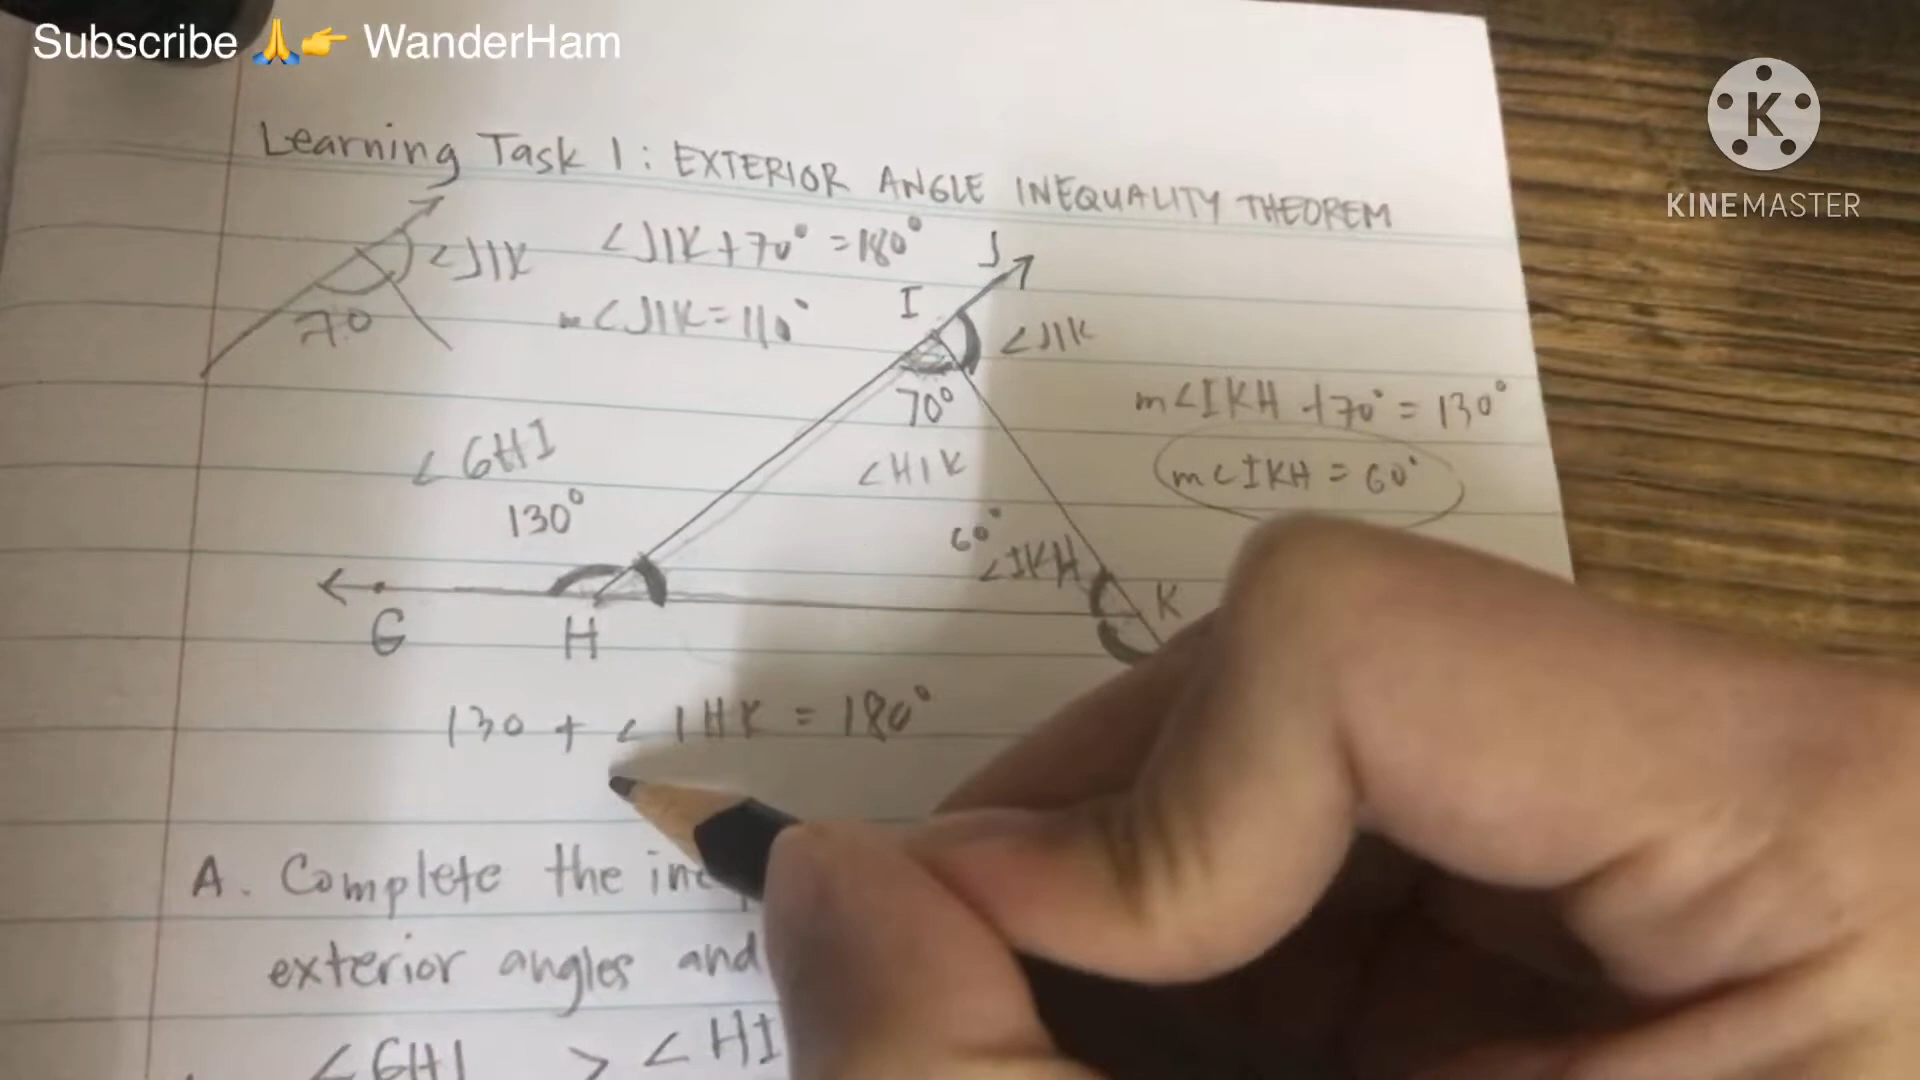 Subscribe 🙏👉 WanderHam
K
KINEMASTER
Learning Task 1: EXTERIOR ANGLE INEQUALITY THEOREM
∠JIK
70
∠JIK + 70° = 180°
m∠JIK = 110°
J
I
∠JIK
70°
∠HIK
m∠IKH + 70° = 130°
m∠IKH = 60°
∠GHI
130°
60°
∠IKH
K
G
H
130 + ∠IHK = 180°
A. Complete the
exterior angles and
∠GHI > ∠HI